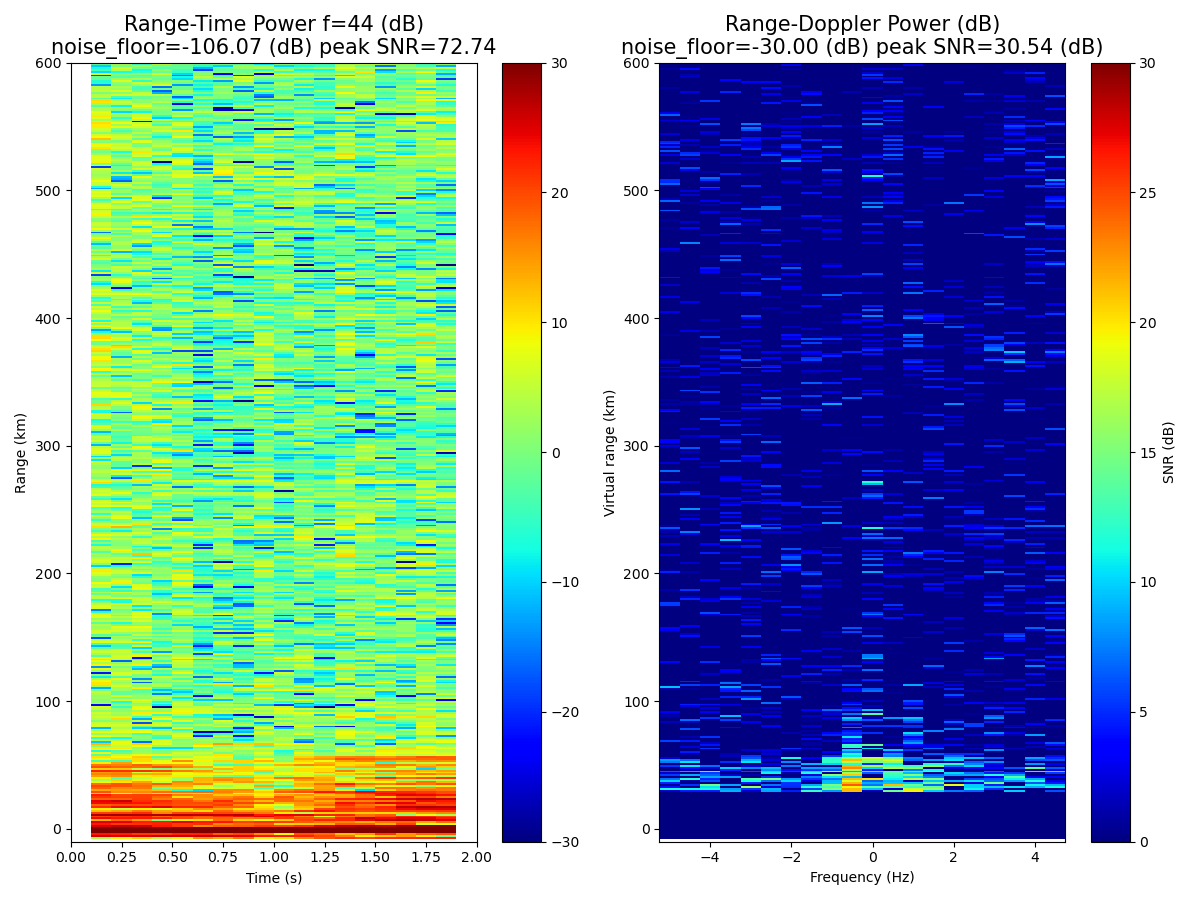 Range-Time Power f=44 (dB)
noise_floor=-106.07 (dB) peak SNR=72.74
600
500
400
300
200
100
0
Range (km)
0.00 0.25 0.50 0.75 1.00 1.25 1.50 1.75 2.00
Time (s)
30
20
10
0
−10
−20
−30
Range-Doppler Power (dB)
noise_floor=-30.00 (dB) peak SNR=30.54 (dB)
600
500
400
300
200
100
0
Virtual range (km)
−4 −2 0 2 4
Frequency (Hz)
30
25
20
15
10
5
0
SNR (dB)